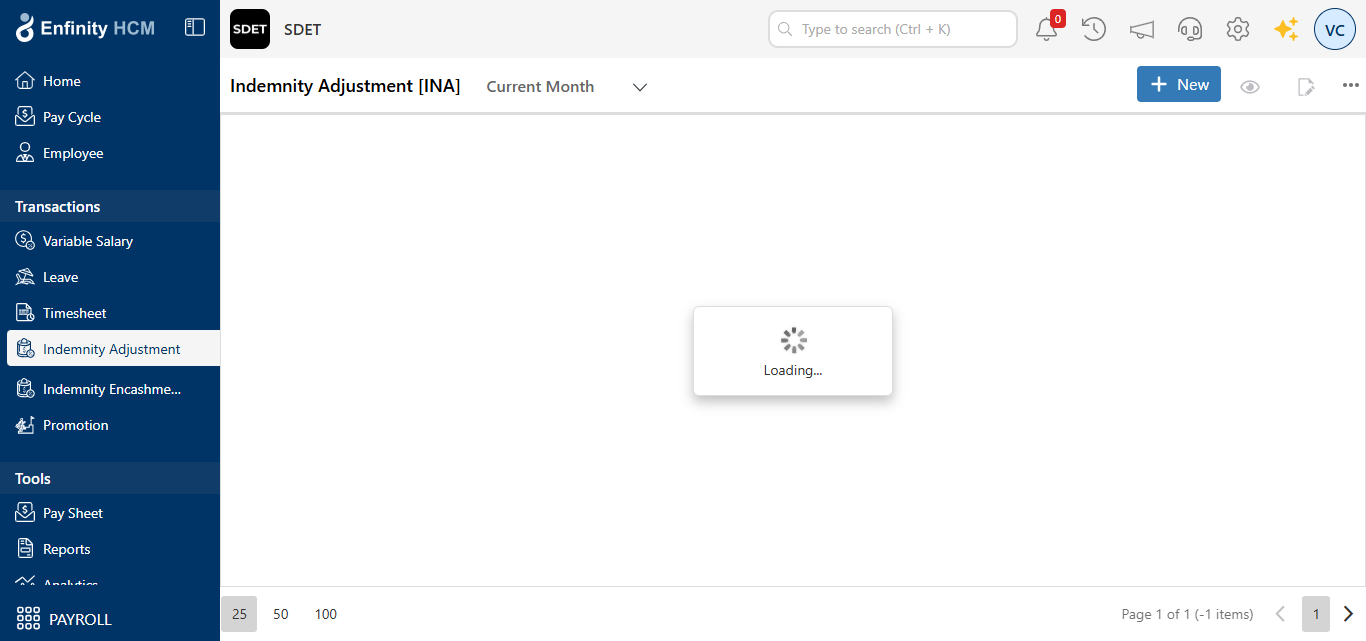 Enfinity HCM
SDET SDET
Type to search (Ctrl + K)
0
VC
Home
Pay Cycle
Employee
Transactions
Variable Salary
Leave
Timesheet
Indemnity Adjustment
Indemnity Encashme...
Promotion
Tools
Pay Sheet
Reports
Analytics
PAYROLL
Indemnity Adjustment [INA] Current Month
New
Loading...
25 50 100
Page 1 of 1 (-1 items) 1